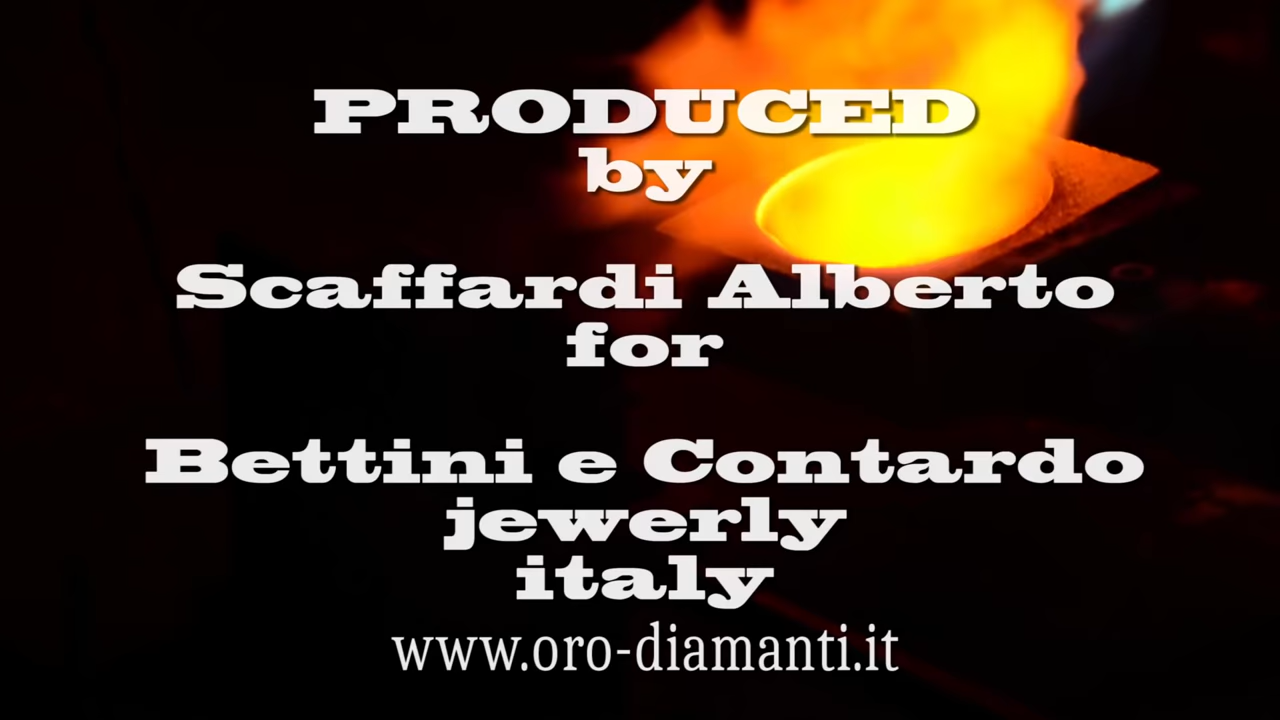 PRODUCED
by
Scaffardi Alberto
for
Bettini e Contardo
jewerly
italy
www.oro-diamanti.it